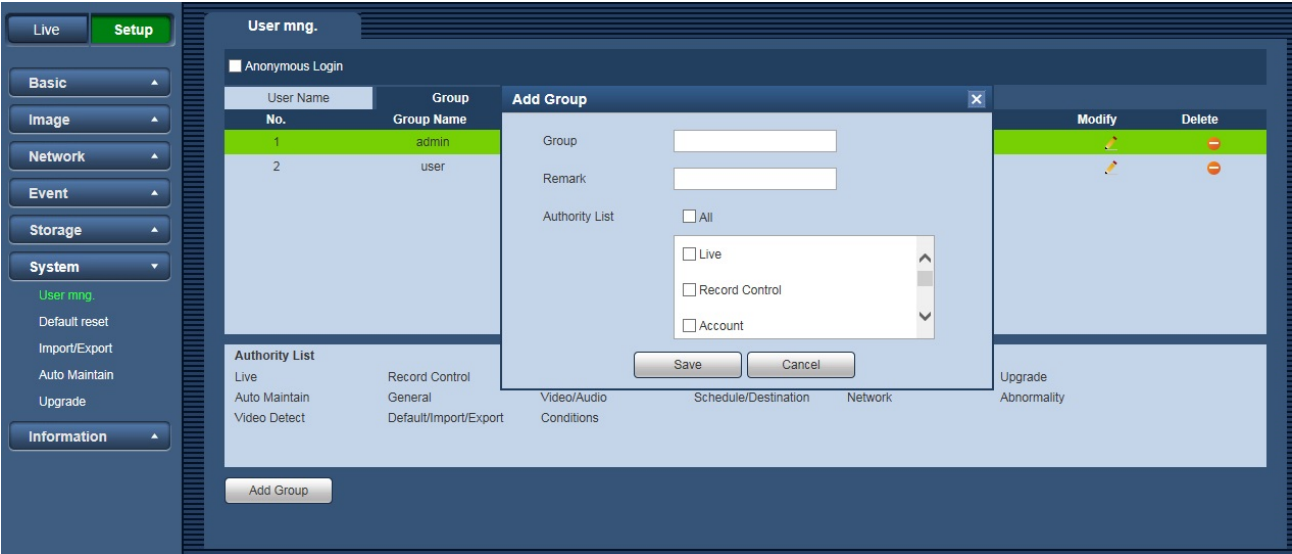 Live Setup
User mng.
Anonymous Login
Basic
Image
Network
Event
Storage
System
User mng.
Default reset
Import/Export
Auto Maintain
Upgrade
Information
User Name Group
No. Group Name Modify Delete
1 admin
2 user
Add Group
Group
Remark
Authority List All
Live
Record Control
Account
Save Cancel
Authority List
Live Record Control Upgrade
Auto Maintain General Video/Audio Schedule/Destination Network Abnormality
Video Detect Default/Import/Export Conditions
Add Group